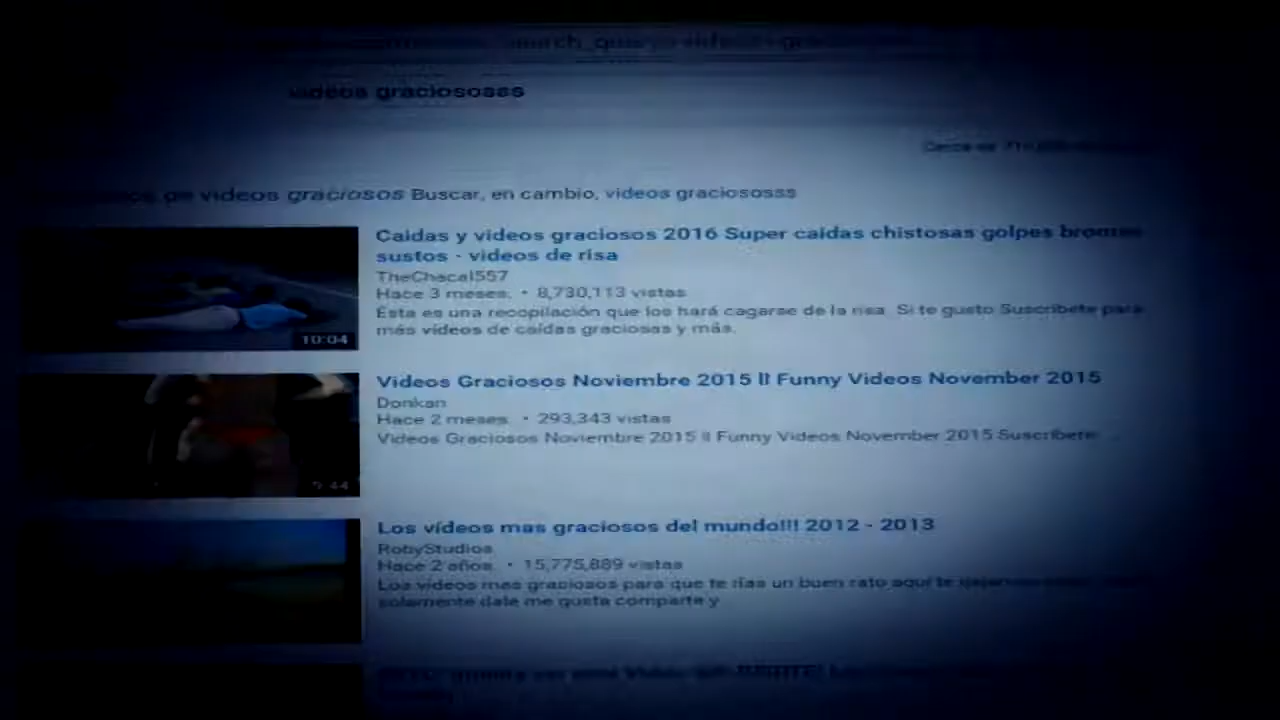 videos graciososss
de videos graciosos Buscar, en cambio, videos graciosossss
Caidas y videos graciosos 2016 Super caidas chistosas golpes bromas
sustos - videos de risa
TheChacal557
Hace 3 meses. • 8,730,113 vistas
Esta es una recopilación que los hará cagarse de la risa. Si te gusto Suscribete para
más vídeos de caídas graciosas y más.
10:04
Videos Graciosos Noviembre 2015 ll Funny Videos November 2015
Donkan
Hace 2 meses. • 293,343 vistas
Videos Graciosos Noviembre 2015 ll Funny Videos November 2015 Suscribete
Los vídeos mas graciosos del mundo!!! 2012 - 2013
RobyStudios
Hace 2 años. • 15,775,889 vistas
Los videos mas graciosos para que te rías un buen rato aquí te
solamente dale me gusta comparte y